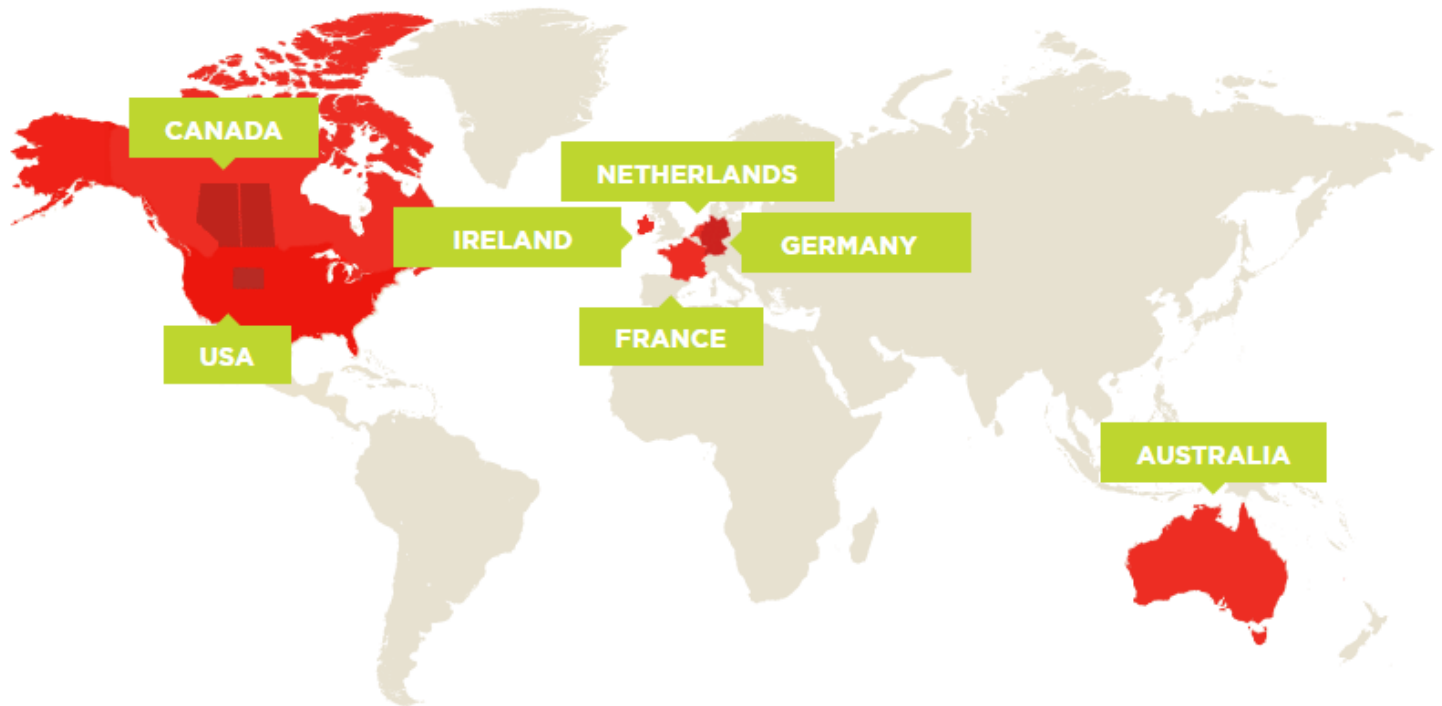 CANADA
NETHERLANDS
IRELAND
GERMANY
FRANCE
USA
AUSTRALIA